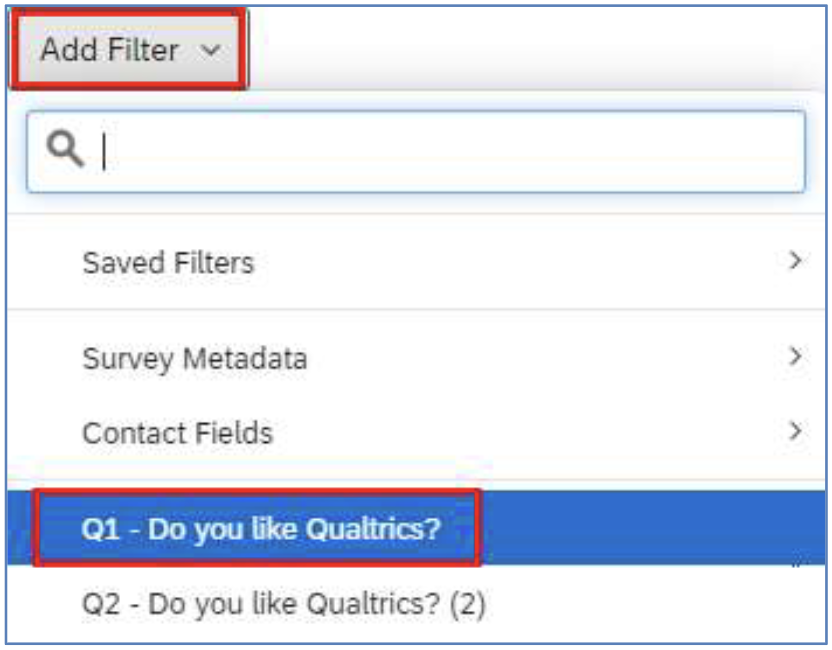 Add Filter
Saved Filters
Survey Metadata
Contact Fields
Q1 - Do you like Qualtrics?
Q2 - Do you like Qualtrics? (2)